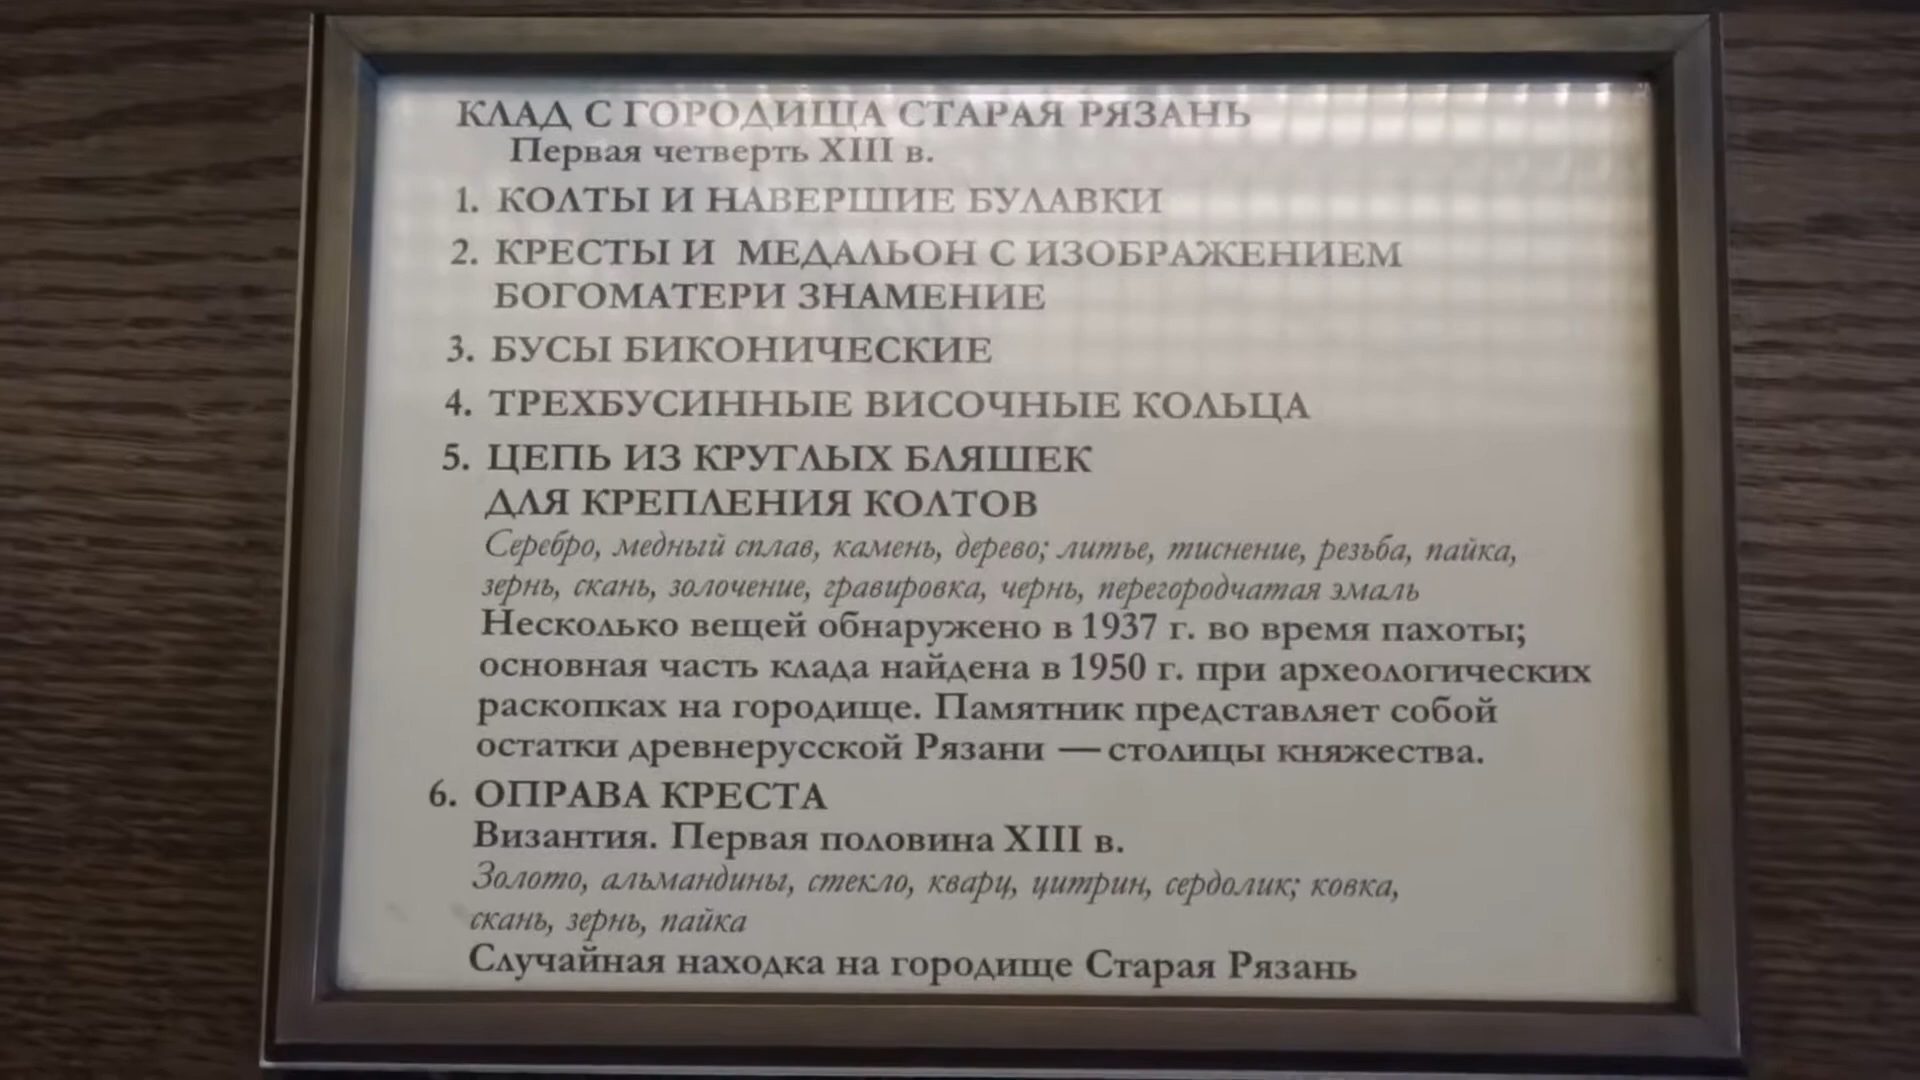 КЛАД С ГОРОДИЩА СТАРАЯ РЯЗАНЬ
Первая четверть XIII в.
1. КОЛТЫ И НАВЕРШИЕ БУЛАВКИ
2. КРЕСТЫ И МЕДАЛЬОН С ИЗОБРАЖЕНИЕМ
БОГОМАТЕРИ ЗНАМЕНИЕ
3. БУСЫ БИКОНИЧЕСКИЕ
4. ТРЕХБУСИННЫЕ ВИСОЧНЫЕ КОЛЬЦА
5. ЦЕПЬ ИЗ КРУГЛЫХ БЛЯШЕК
ДЛЯ КРЕПЛЕНИЯ КОЛТОВ
Серебро, медный сплав, камень, дерево; литье, тиснение, резьба, пайка,
зернь, скань, золочение, гравировка, чернь, перегородчатая эмаль
Несколько вещей обнаружено в 1937 г. во время пахоты;
основная часть клада найдена в 1950 г. при археологических
раскопках на городище. Памятник представляет собой
остатки древнерусской Рязани — столицы княжества.
6. ОПРАВА КРЕСТА
Византия. Первая половина XIII в.
Золото, альмандины, стекло, кварц, цитрин, сердолик; ковка,
скань, зернь, пайка
Случайная находка на городище Старая Рязань